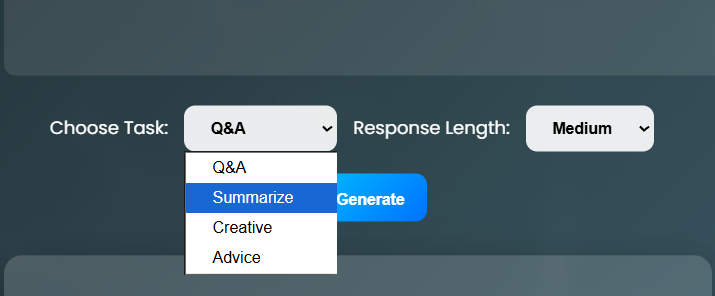 Choose Task: Q&A Response Length: Medium
Q&A
Summarize
Generate
Creative
Advice